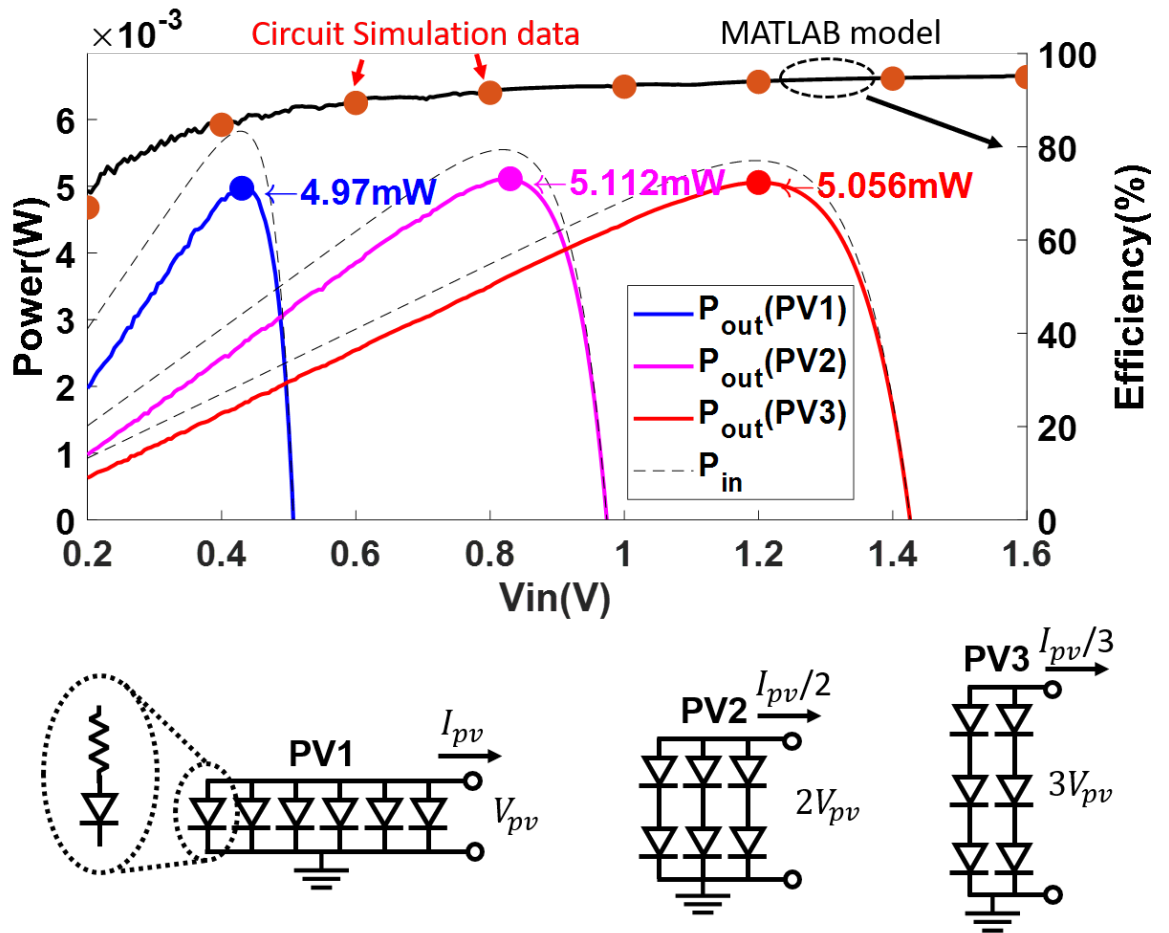 ×10⁻³
Circuit Simulation data
MATLAB model
100
80
60
40
20
0
6
5
4
3
2
1
0
Power(W)
Efficiency(%)
←4.97mW
←5.112mW
←5.056mW
P_out(PV1)
P_out(PV2)
P_out(PV3)
P_in
0.2 0.4 0.6 0.8 1 1.2 1.4 1.6
Vin(V)
PV1
I_pv
V_pv
PV2
I_pv/2
2V_pv
PV3
I_pv/3
3V_pv